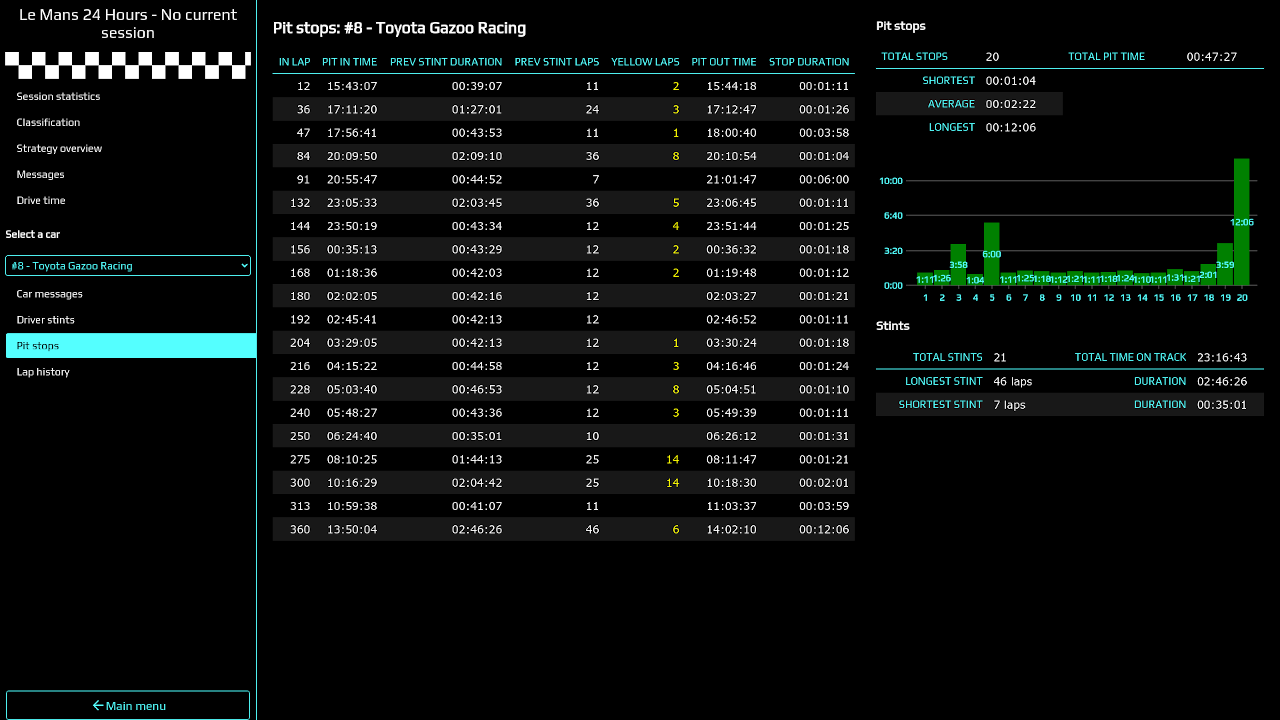 Le Mans 24 Hours - No current
session
Session statistics
Classification
Strategy overview
Messages
Drive time
Select a car
#8 - Toyota Gazoo Racing
Car messages
Driver stints
Pit stops
Lap history
Main menu
Pit stops: #8 - Toyota Gazoo Racing
IN LAP PIT IN TIME PREV STINT DURATION PREV STINT LAPS YELLOW LAPS PIT OUT TIME STOP DURATION
12 15:43:07 00:39:07 11 2 15:44:18 00:01:11
36 17:11:20 01:27:01 24 3 17:12:47 00:01:26
47 17:56:41 00:43:53 11 1 18:00:40 00:03:58
84 20:09:50 02:09:10 36 8 20:10:54 00:01:04
91 20:55:47 00:44:52 7 21:01:47 00:06:00
132 23:05:33 02:03:45 36 5 23:06:45 00:01:11
144 23:50:19 00:43:34 12 4 23:51:44 00:01:25
156 00:35:13 00:43:29 12 2 00:36:32 00:01:18
168 01:18:36 00:42:03 12 2 01:19:48 00:01:12
180 02:02:05 00:42:16 12 02:03:27 00:01:21
192 02:45:41 00:42:13 12 02:46:52 00:01:11
204 03:29:05 00:42:13 12 1 03:30:24 00:01:18
216 04:15:22 00:44:58 12 3 04:16:46 00:01:24
228 05:03:40 00:46:53 12 8 05:04:51 00:01:10
240 05:48:27 00:43:36 12 3 05:49:39 00:01:11
250 06:24:40 00:35:01 10 06:26:12 00:01:31
275 08:10:25 01:44:13 25 14 08:11:47 00:01:21
300 10:16:29 02:04:42 25 14 10:18:30 00:02:01
313 10:59:38 00:41:07 11 11:03:37 00:03:59
360 13:50:04 02:46:26 46 6 14:02:10 00:12:06
Pit stops
TOTAL STOPS 20 TOTAL PIT TIME 00:47:27
SHORTEST 00:01:04
AVERAGE 00:02:22
LONGEST 00:12:06
10:00
6:40
3:20
0:00
1:11 1:26 3:58 1:04 6:00 1:11 1:25 1:18 1:12 1:21 1:11 1:18 1:24 1:10 1:11 1:31 1:21 2:01 3:59 12:06
1 2 3 4 5 6 7 8 9 10 11 12 13 14 15 16 17 18 19 20
Stints
TOTAL STINTS 21 TOTAL TIME ON TRACK 23:16:43
LONGEST STINT 46 laps DURATION 02:46:26
SHORTEST STINT 7 laps DURATION 00:35:01